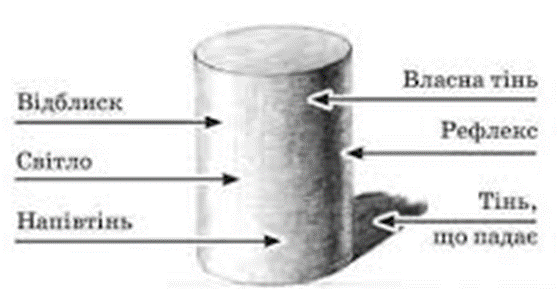 Відблиск
Світло
Напівтінь
Власна тінь
Рефлекс
Тінь,
що падає